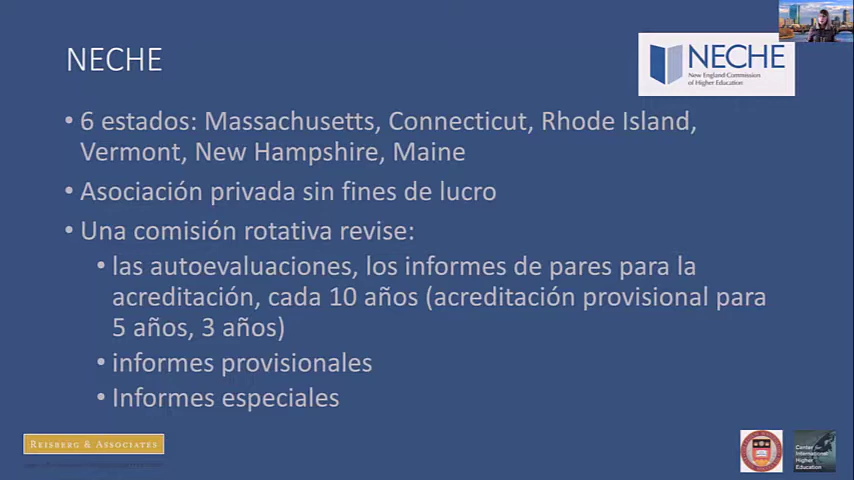 NECHE
NECHE
New England Commission
of Higher Education
• 6 estados: Massachusetts, Connecticut, Rhode Island,
Vermont, New Hampshire, Maine
• Asociación privada sin fines de lucro
• Una comisión rotativa revise:
• las autoevaluaciones, los informes de pares para la
acreditación, cada 10 años (acreditación provisional para
5 años, 3 años)
• informes provisionales
• Informes especiales
REISBERG & ASSOCIATES
Center for
International
Higher
Education